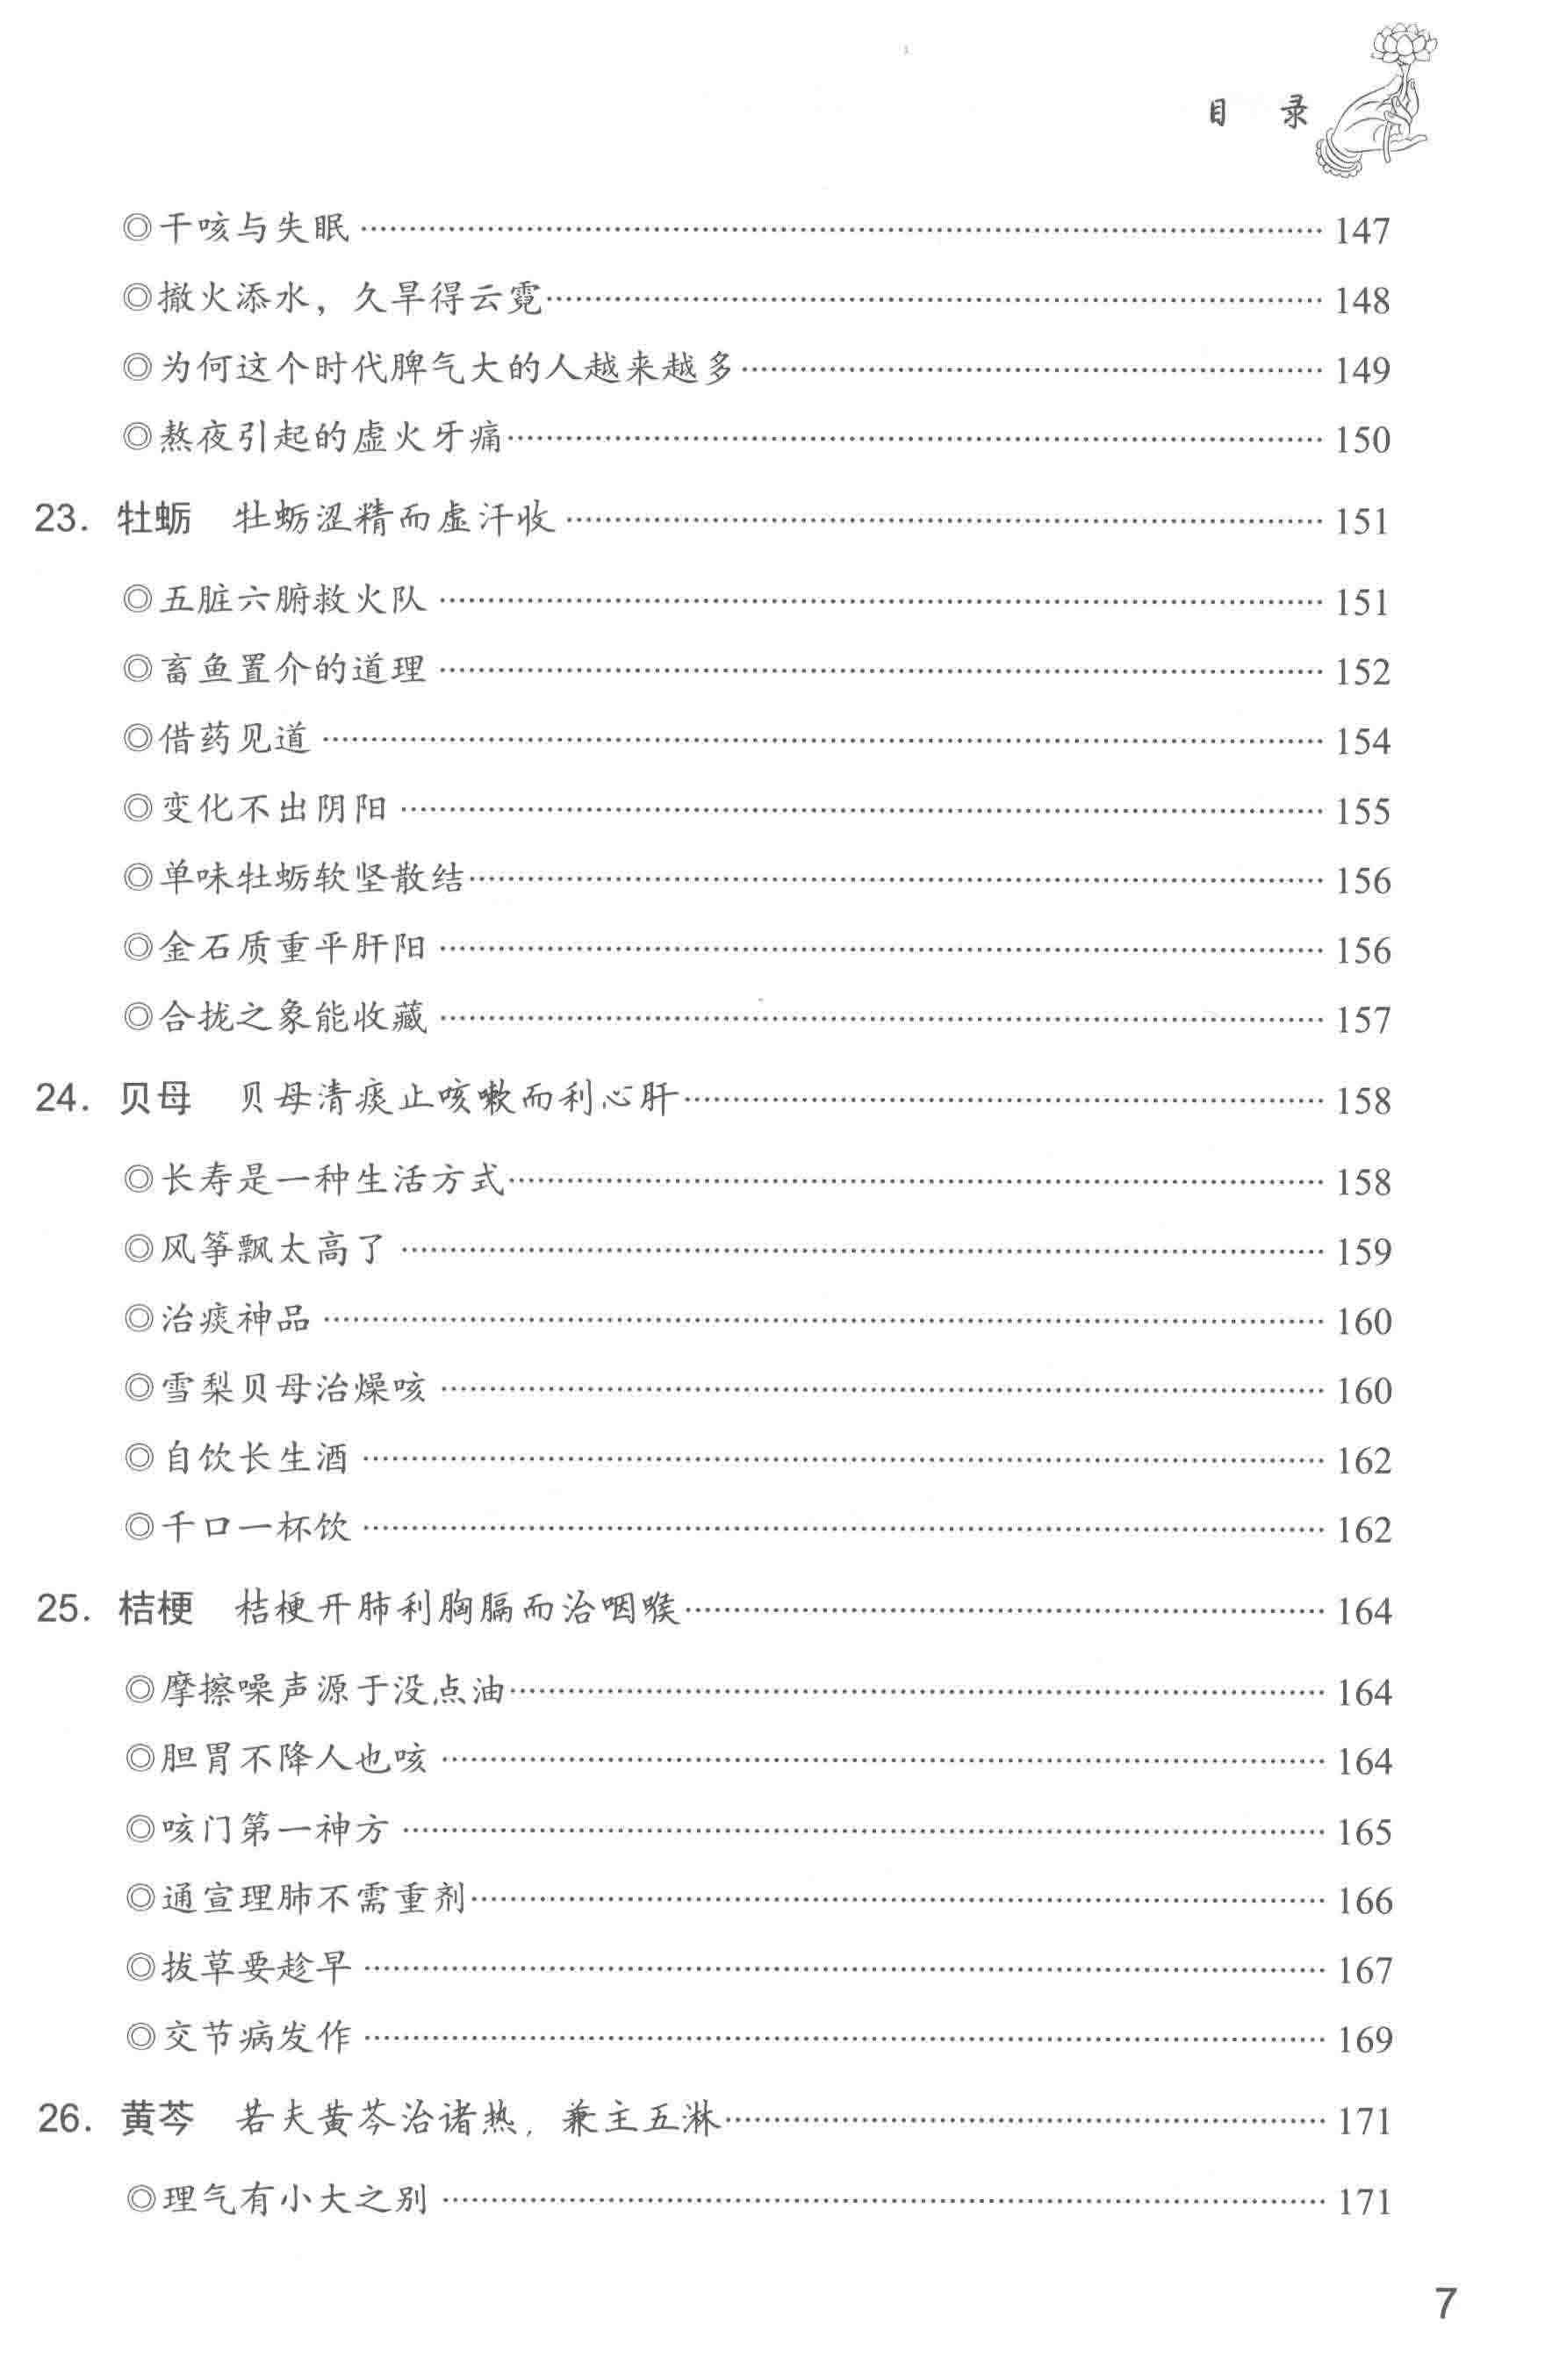 目 录
◎干咳与失眠 …… 147
◎撤火添水，久旱得云霓 …… 148
◎为何这个时代脾气大的人越来越多 …… 149
◎熬夜引起的虚火牙痛 …… 150
23. 牡蛎 牡蛎涩精而虚汗收 …… 151
◎五脏六腑救火队 …… 151
◎畜鱼置介的道理 …… 152
◎借药见道 …… 154
◎变化不出阴阳 …… 155
◎单味牡蛎软坚散结 …… 156
◎金石质重平肝阳 …… 156
◎合拢之象能收藏 …… 157
24. 贝母 贝母清痰止咳嗽而利心肝 …… 158
◎长寿是一种生活方式 …… 158
◎风筝飘太高了 …… 159
◎治痰神品 …… 160
◎雪梨贝母治燥咳 …… 160
◎自饮长生酒 …… 162
◎千口一杯饮 …… 162
25. 桔梗 桔梗开肺利胸膈而治咽喉 …… 164
◎摩擦噪声源于没点油 …… 164
◎胆胃不降人也咳 …… 164
◎咳门第一神方 …… 165
◎通宣理肺不需重剂 …… 166
◎拔草要趁早 …… 167
◎交节病发作 …… 169
26. 黄芩 若夫黄芩治诸热，兼主五淋 …… 171
◎理气有小大之别 …… 171
7